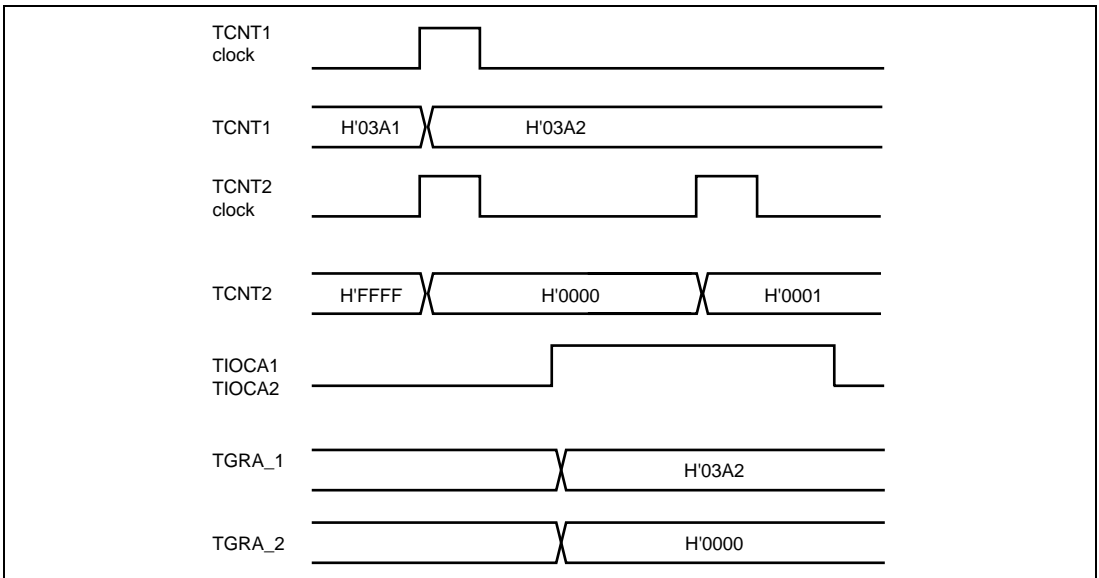 TCNT1
clock
TCNT1 H'03A1 H'03A2
TCNT2
clock
TCNT2 H'FFFF H'0000 H'0001
TIOCA1
TIOCA2
TGRA_1 H'03A2
TGRA_2 H'0000